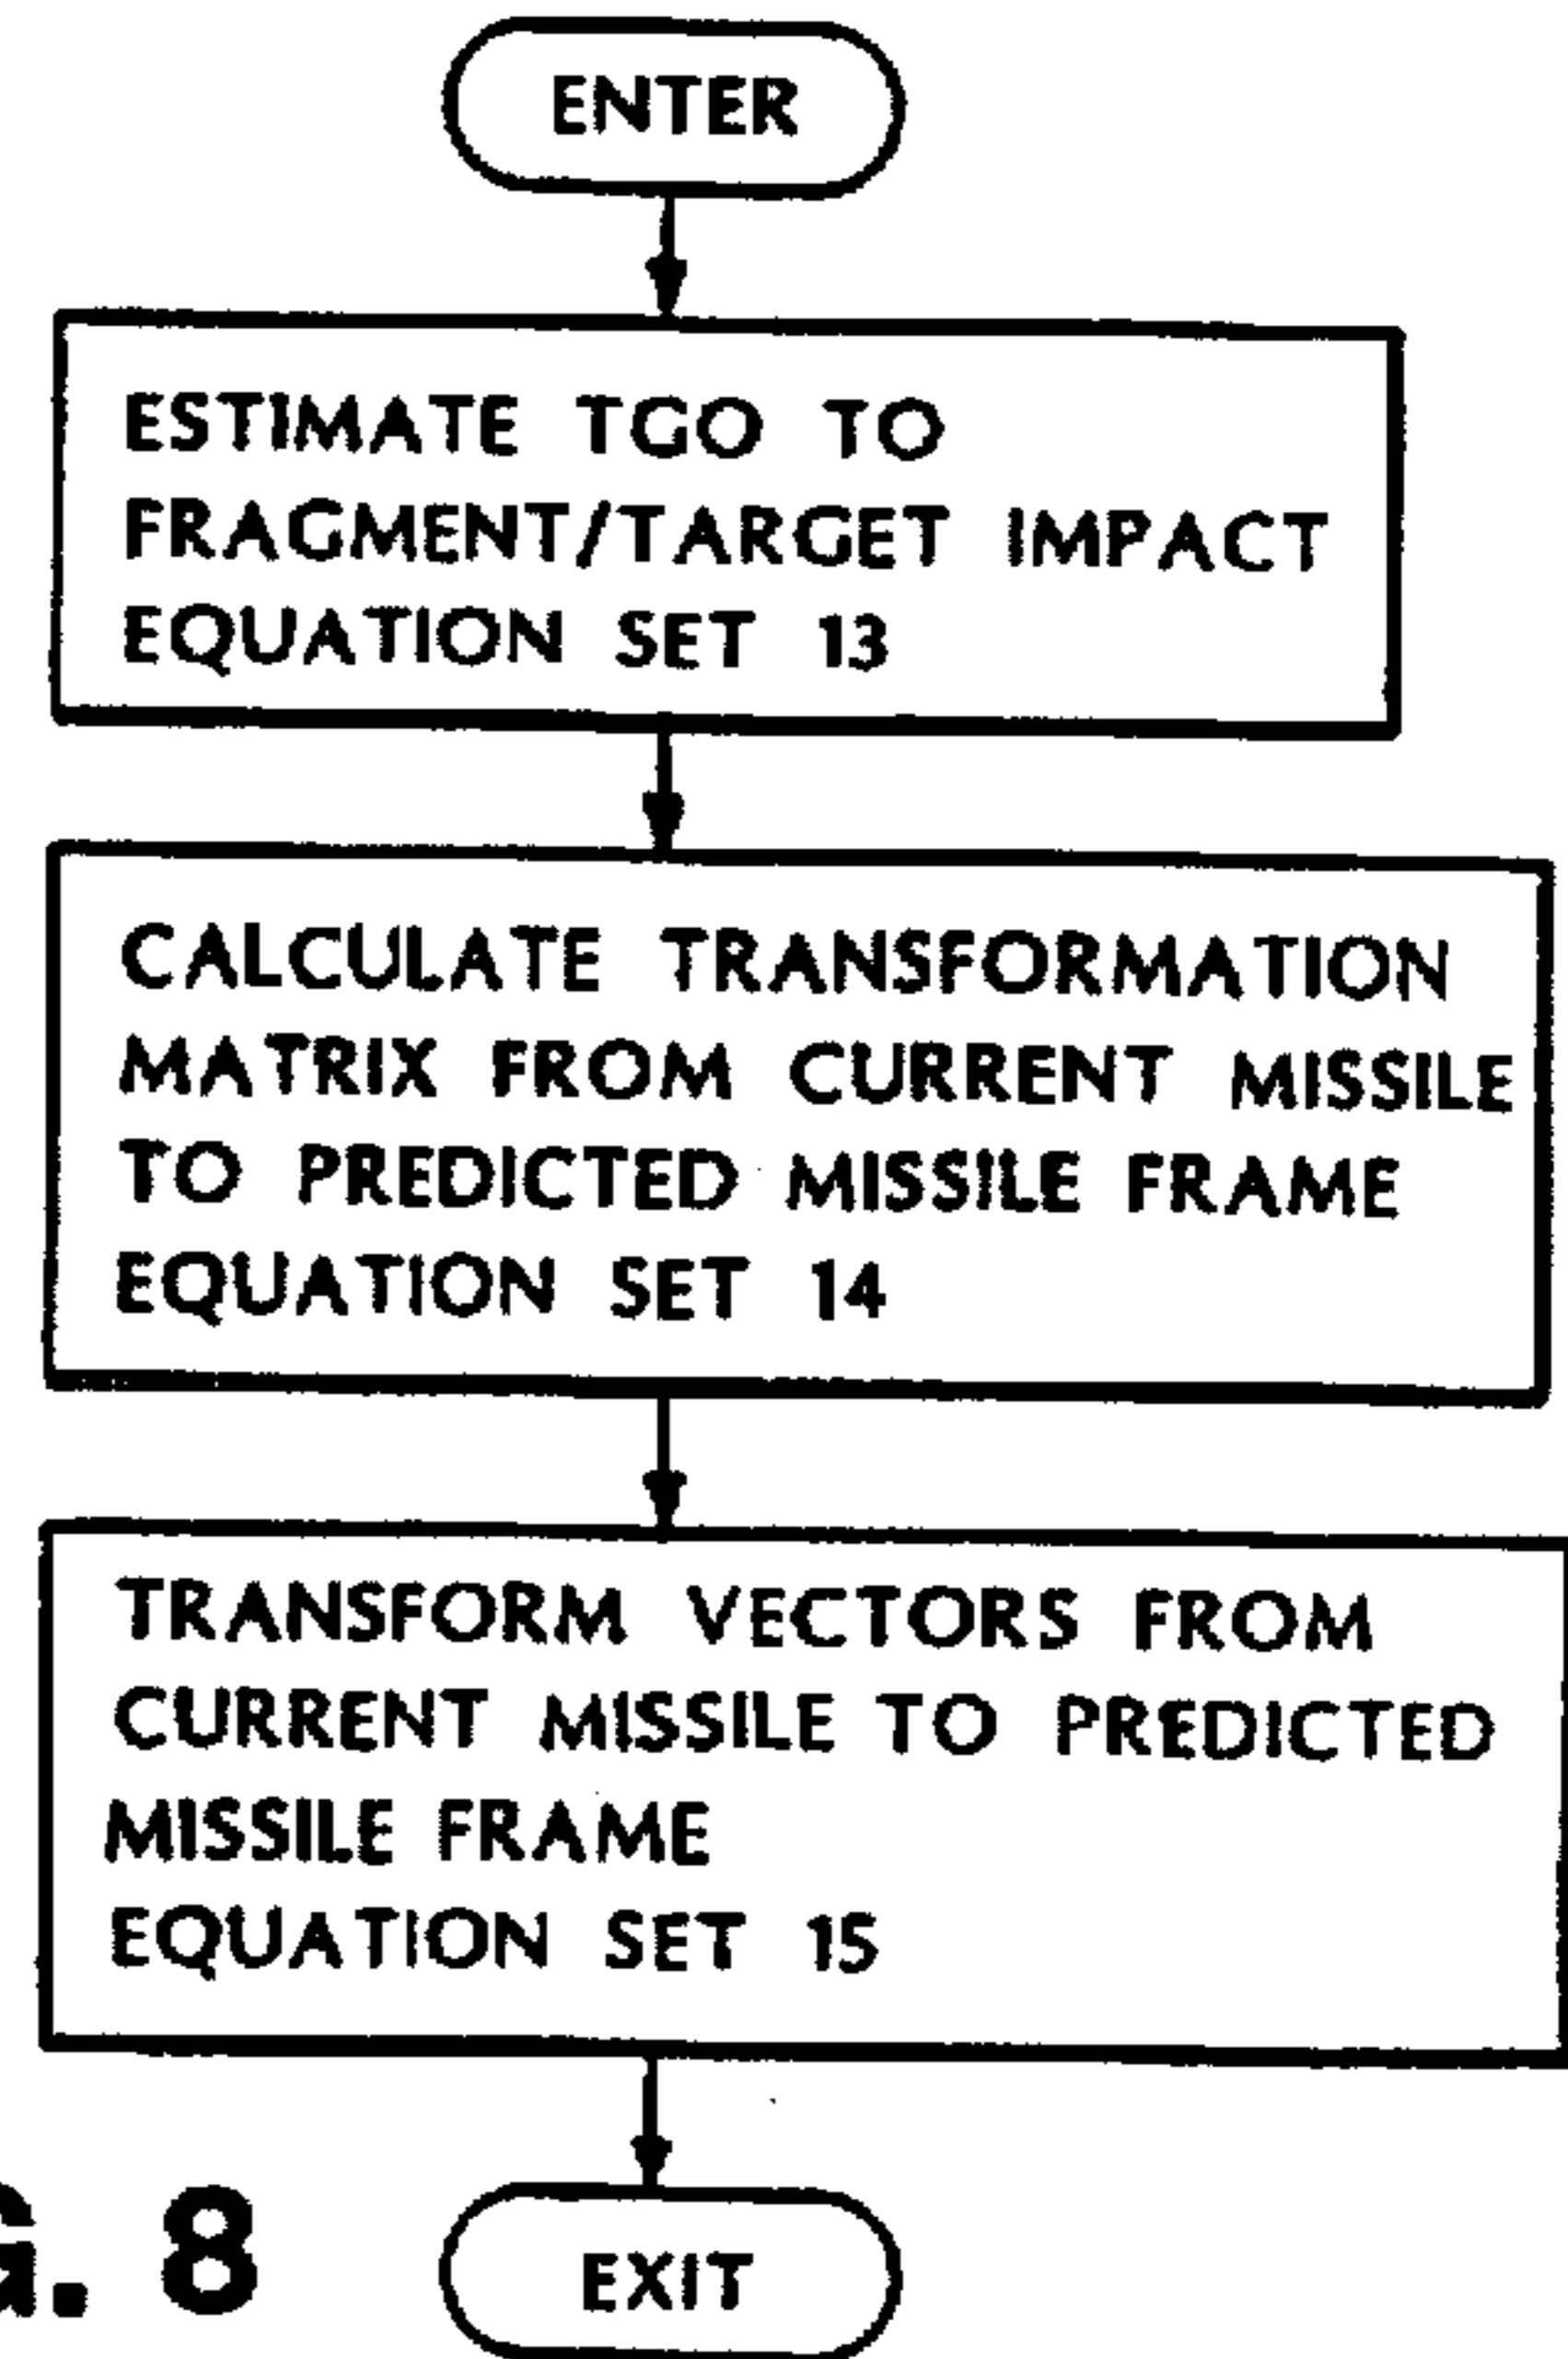 ENTER
ESTIMATE TGO TO
FRAGMENT/TARGET IMPACT
EQUATION SET 13
CALCULATE TRANSFORMATION
MATRIX FROM CURRENT MISSILE
TO PREDICTED MISSILE FRAME
EQUATION SET 14
TRANSFORM VECTORS FROM
CURRENT MISSILE TO PREDICTED
MISSILE FRAME
EQUATION SET 15
EXIT
G. 8